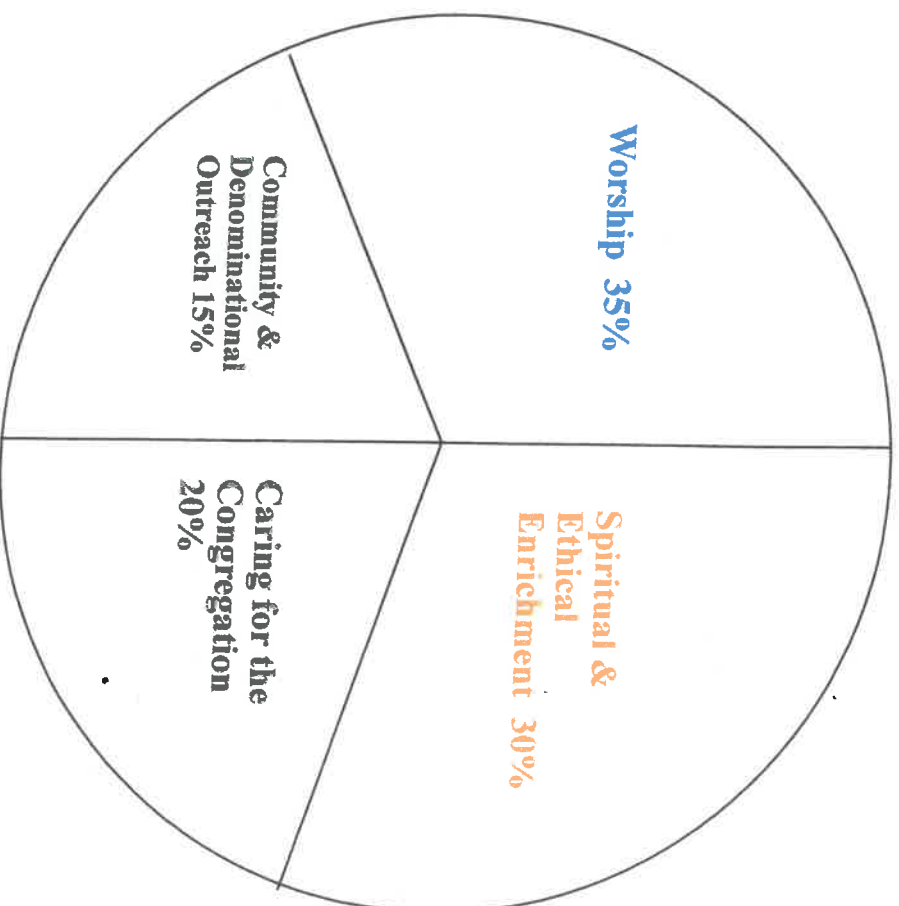 Worship 35%
Spiritual &
Ethical
Enrichment 30%
Community &
Denominational
Outreach 15%
Caring for the
Congregation
20%